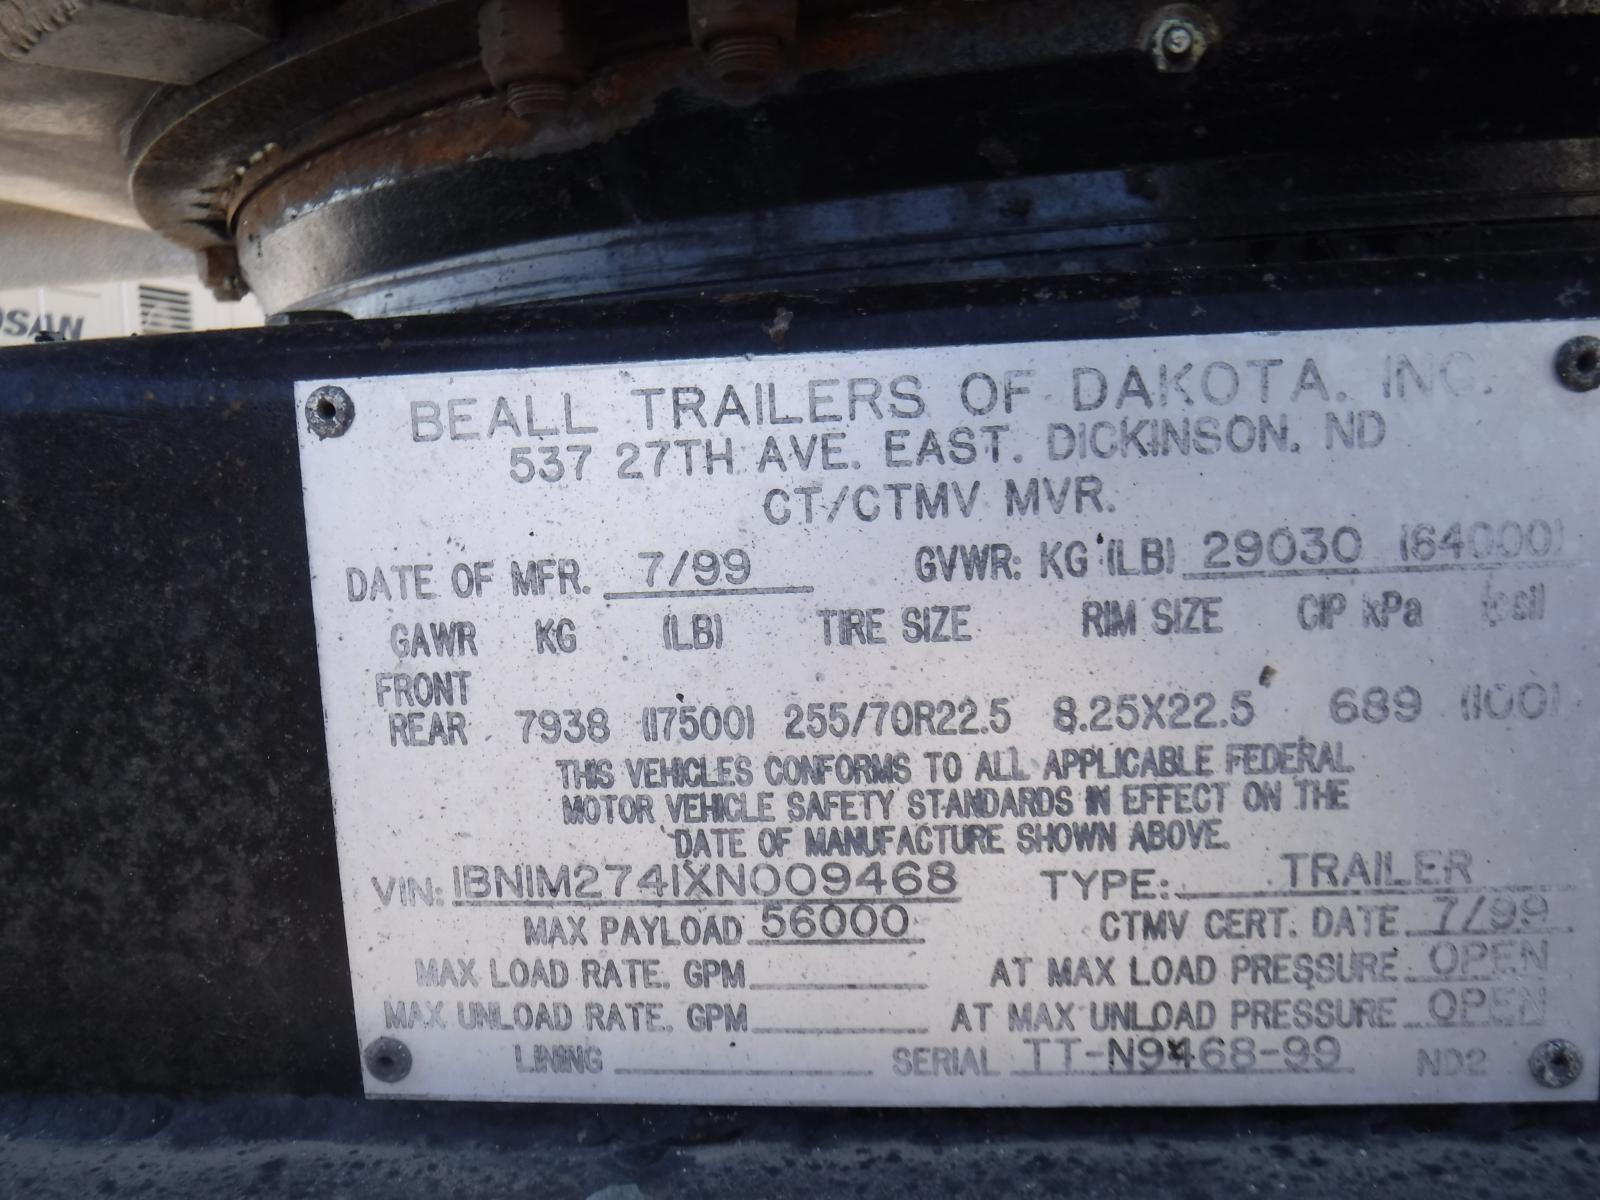 OSAN
BEALL TRAILERS OF DAKOTA, INC.
537 27TH AVE. EAST. DICKINSON, ND
CT/CTMV MVR.
DATE OF MFR. 7/99 GVWR: KG (LB) 29030 (64000)
GAWR KG (LB) TIRE SIZE RIM SIZE CIP kPa (psi)
FRONT
REAR 7938 (17500) 255/70R22.5 8.25X22.5 689 (100)
THIS VEHICLES CONFORMS TO ALL APPLICABLE FEDERAL
MOTOR VEHICLE SAFETY STANDARDS IN EFFECT ON THE
DATE OF MANUFACTURE SHOWN ABOVE.
VIN: 1BN1M2741XN009468 TYPE: TRAILER
MAX PAYLOAD 56000 CTMV CERT. DATE 7/99
MAX LOAD RATE. GPM AT MAX LOAD PRESSURE OPEN
MAX UNLOAD RATE. GPM AT MAX UNLOAD PRESSURE OPEN
LINING SERIAL TT-N9468-99 ND2